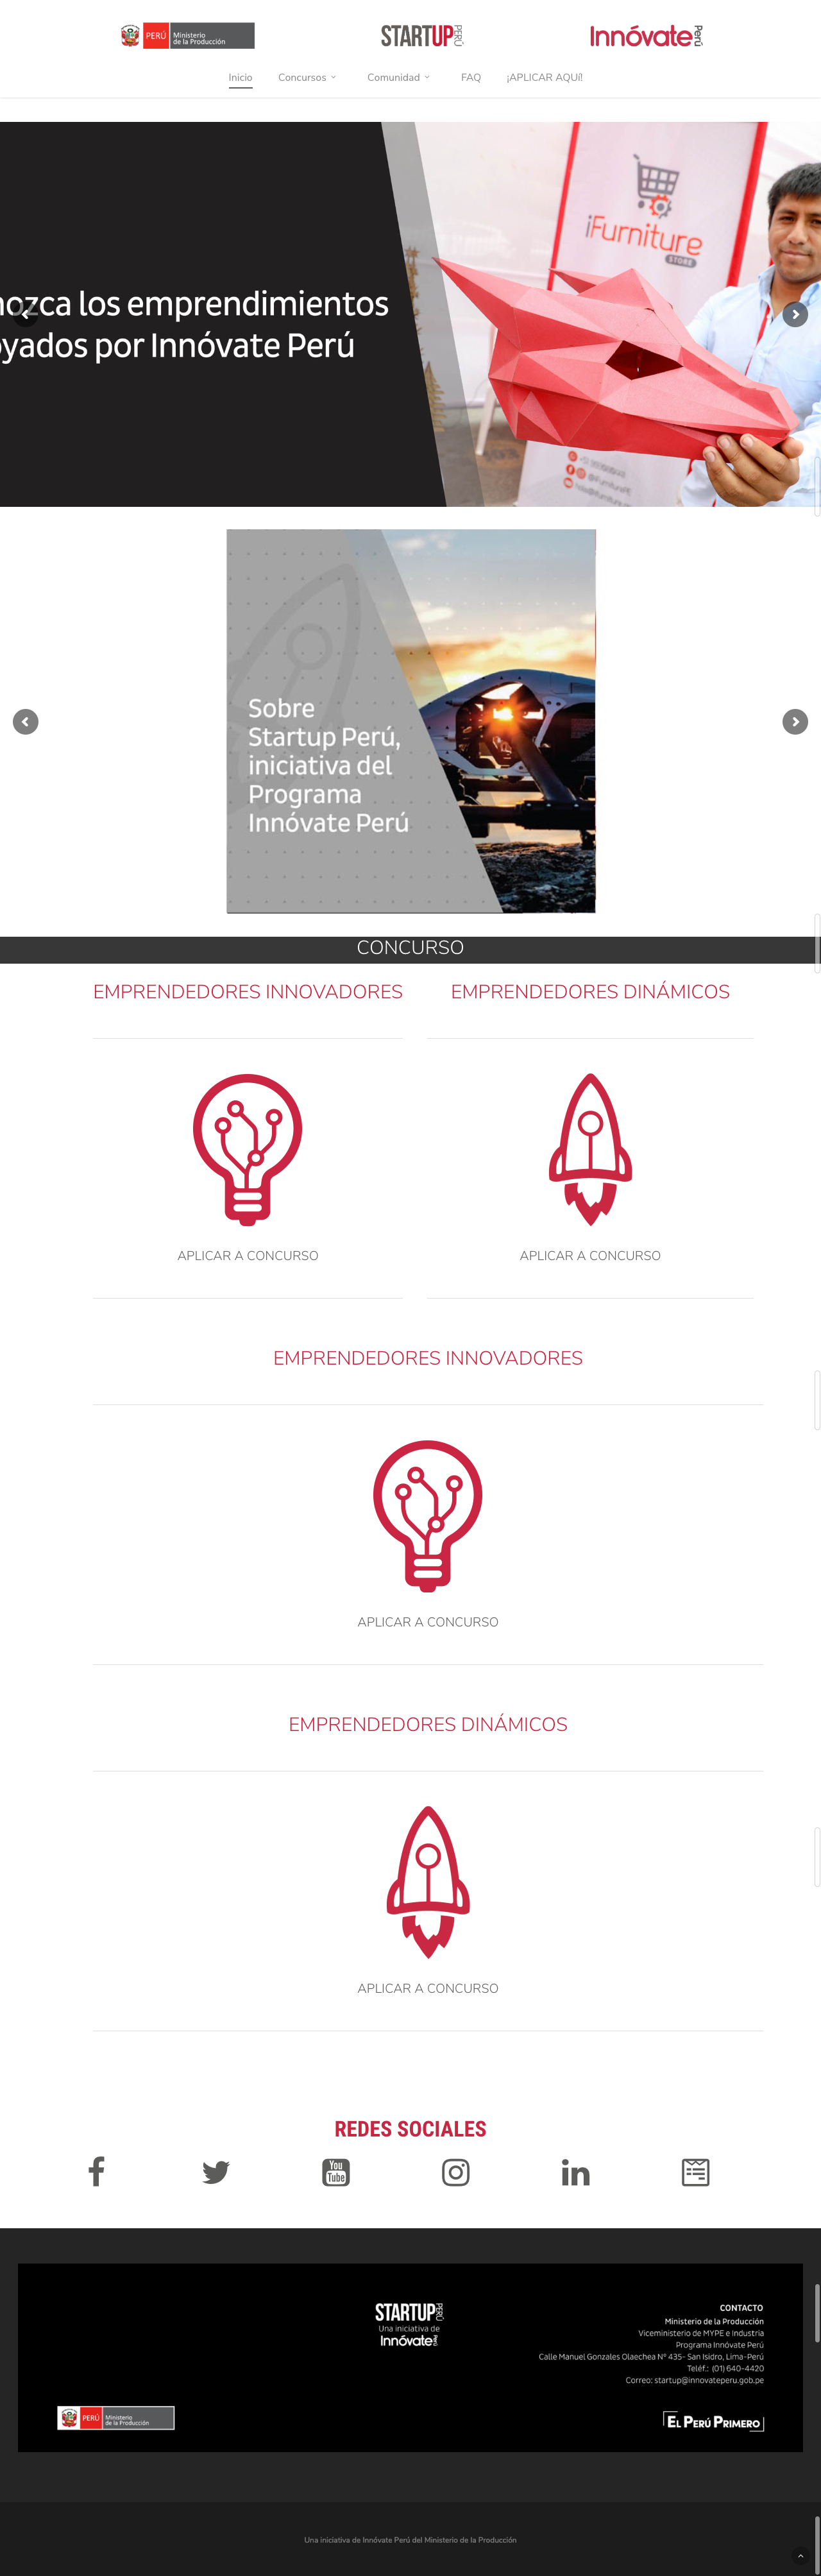 PERÚ
Ministerio
de la Producción
STARTUP PERÚ
Innóvate Perú
Inicio Concursos Comunidad FAQ ¡APLICAR AQUí!
los emprendimientos
por Innóvate Perú
iFurniture
STORE
Sobre
Startup Perú,
iniciativa del
Programa
Innóvate Perú
CONCURSO
EMPRENDEDORES INNOVADORES
EMPRENDEDORES DINÁMICOS
APLICAR A CONCURSO
APLICAR A CONCURSO
EMPRENDEDORES INNOVADORES
APLICAR A CONCURSO
EMPRENDEDORES DINÁMICOS
APLICAR A CONCURSO
REDES SOCIALES
You
Tube
STARTUP PERÚ
Una iniciativa de
Innóvate Perú
CONTACTO
Ministerio de la Producción
Viceministerio de MYPE e Industria
Programa Innóvate Perú
Calle Manuel Gonzales Olaechea Nº 435- San Isidro, Lima-Perú
Teléf.: (01) 640-4420
Correo: startup@innovateperu.gob.pe
PERÚ
Ministerio
de la Producción
EL PERÚ PRIMERO
Una iniciativa de Innóvate Perú del Ministerio de la Producción